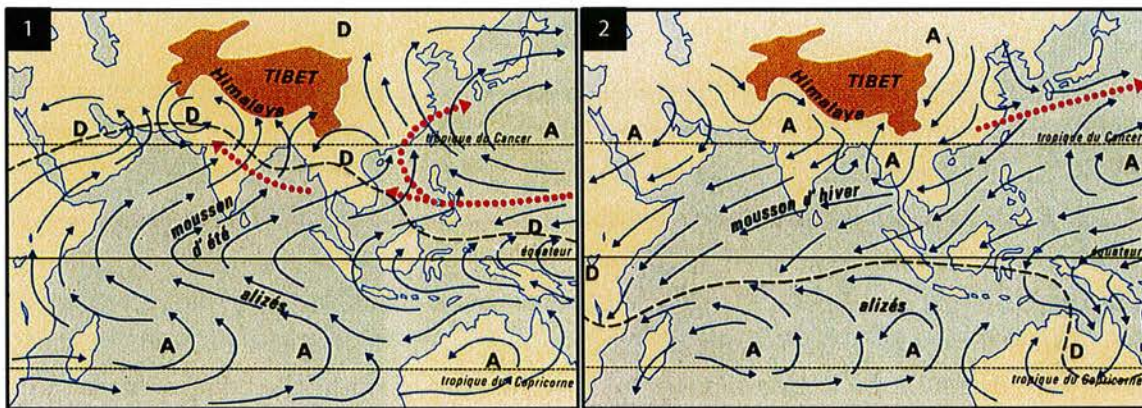 1
D
TIBET
Himalaya
D
D
tropique du Cancer
A
D
mousson
d'été
D
équateur
alizés
A
A
A
tropique du Capricorne
2
A
TIBET
Himalaya
A
A
tropique du Cancer
A
A
mousson d'hiver
équateur
D
alizés
A
A
D
tropique du Capricorne